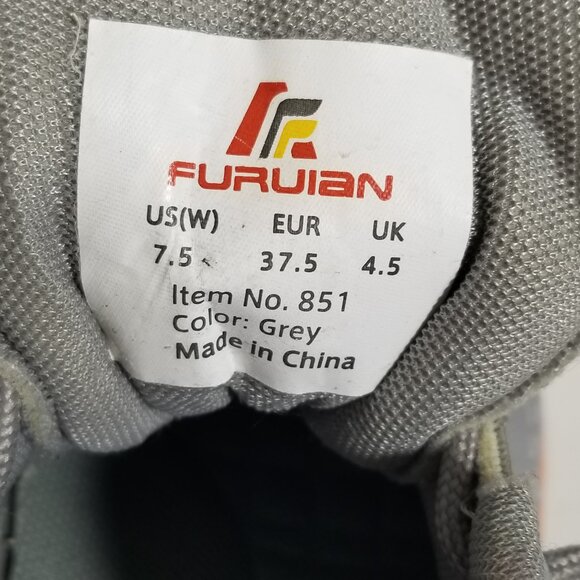 FURUIAN
US(W) EUR UK
7.5 37.5 4.5
Item No. 851
Color: Grey
Made in China